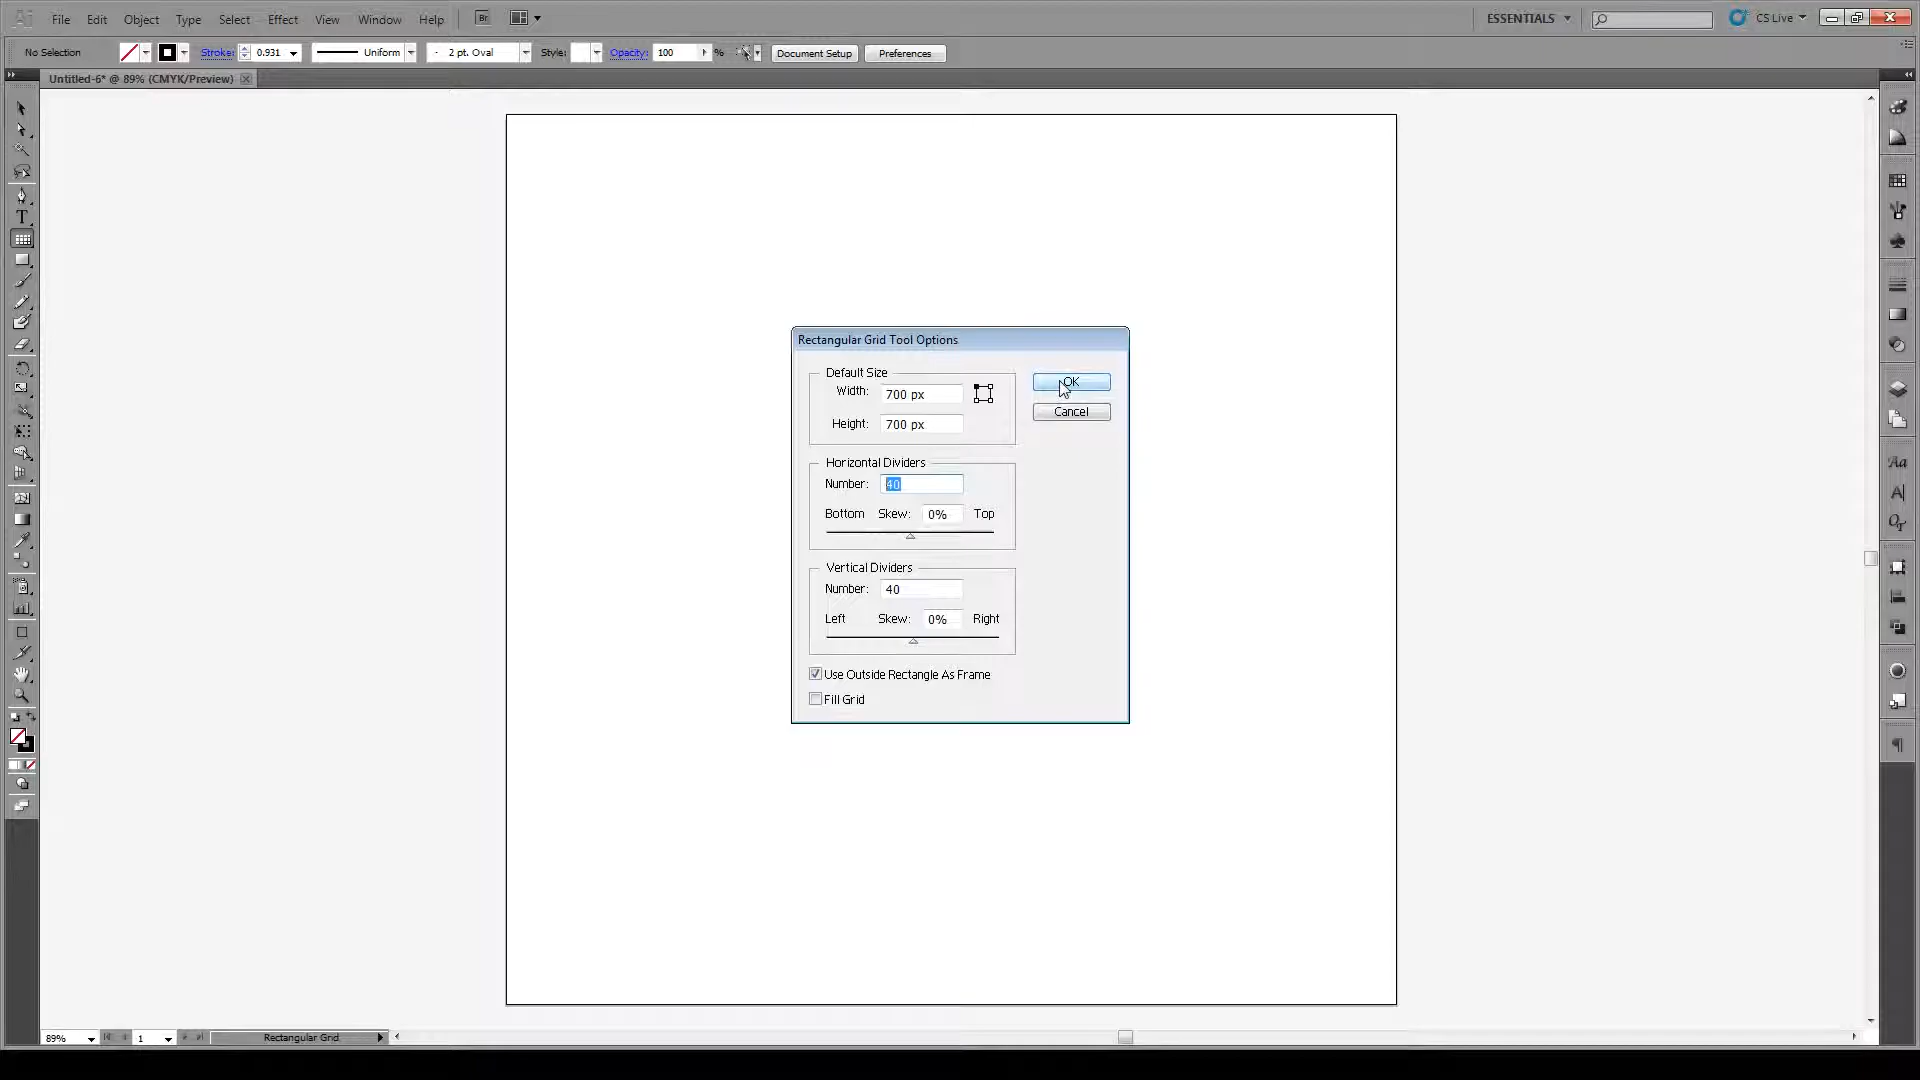 Ai File Edit Object Type Select Effect View Window Help Br ESSENTIALS CS Live
No Selection Stroke: 0.931 Uniform 2 pt. Oval Style: Opacity: 100 % Document Setup Preferences
Untitled-6* @ 89% (CMYK/Preview)
Rectangular Grid Tool Options
Default Size
Width: 700 px
OK
Height: 700 px
Cancel
Horizontal Dividers
Number: 40
Bottom Skew: 0% Top
Vertical Dividers
Number: 40
Left Skew: 0% Right
Use Outside Rectangle As Frame
Fill Grid
89% 1 Rectangular Grid